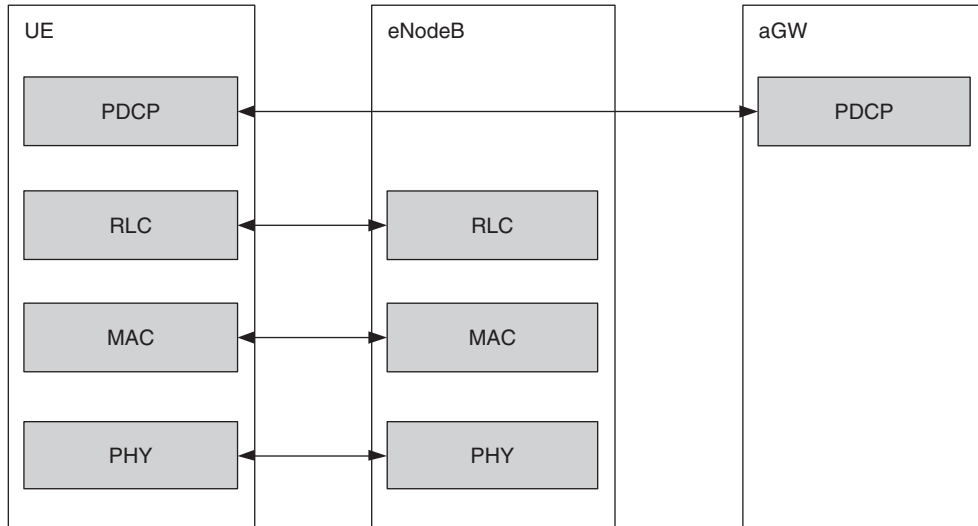 UE
eNodeB
aGW
PDCP
PDCP
RLC
RLC
MAC
MAC
PHY
PHY